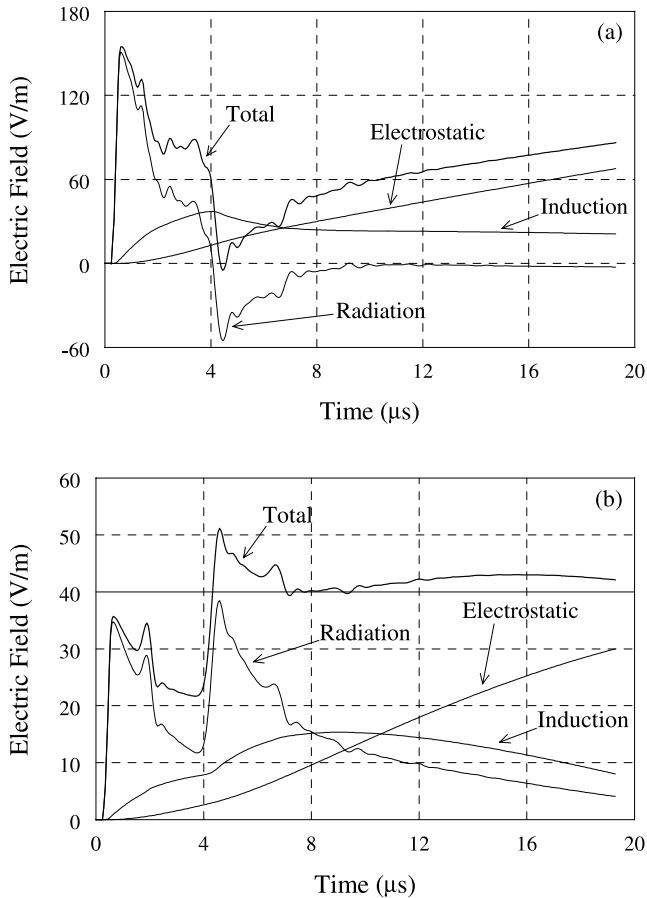 180
(a)
120
Total
Electrostatic
60
Induction
0
Radiation
-60
0 4 8 12 16 20
Electric Field (V/m)
Time (µs)
60
(b)
Total
50
40
Electrostatic
Radiation
30
20
Induction
10
0
0 4 8 12 16 20
Electric Field (V/m)
Time (µs)